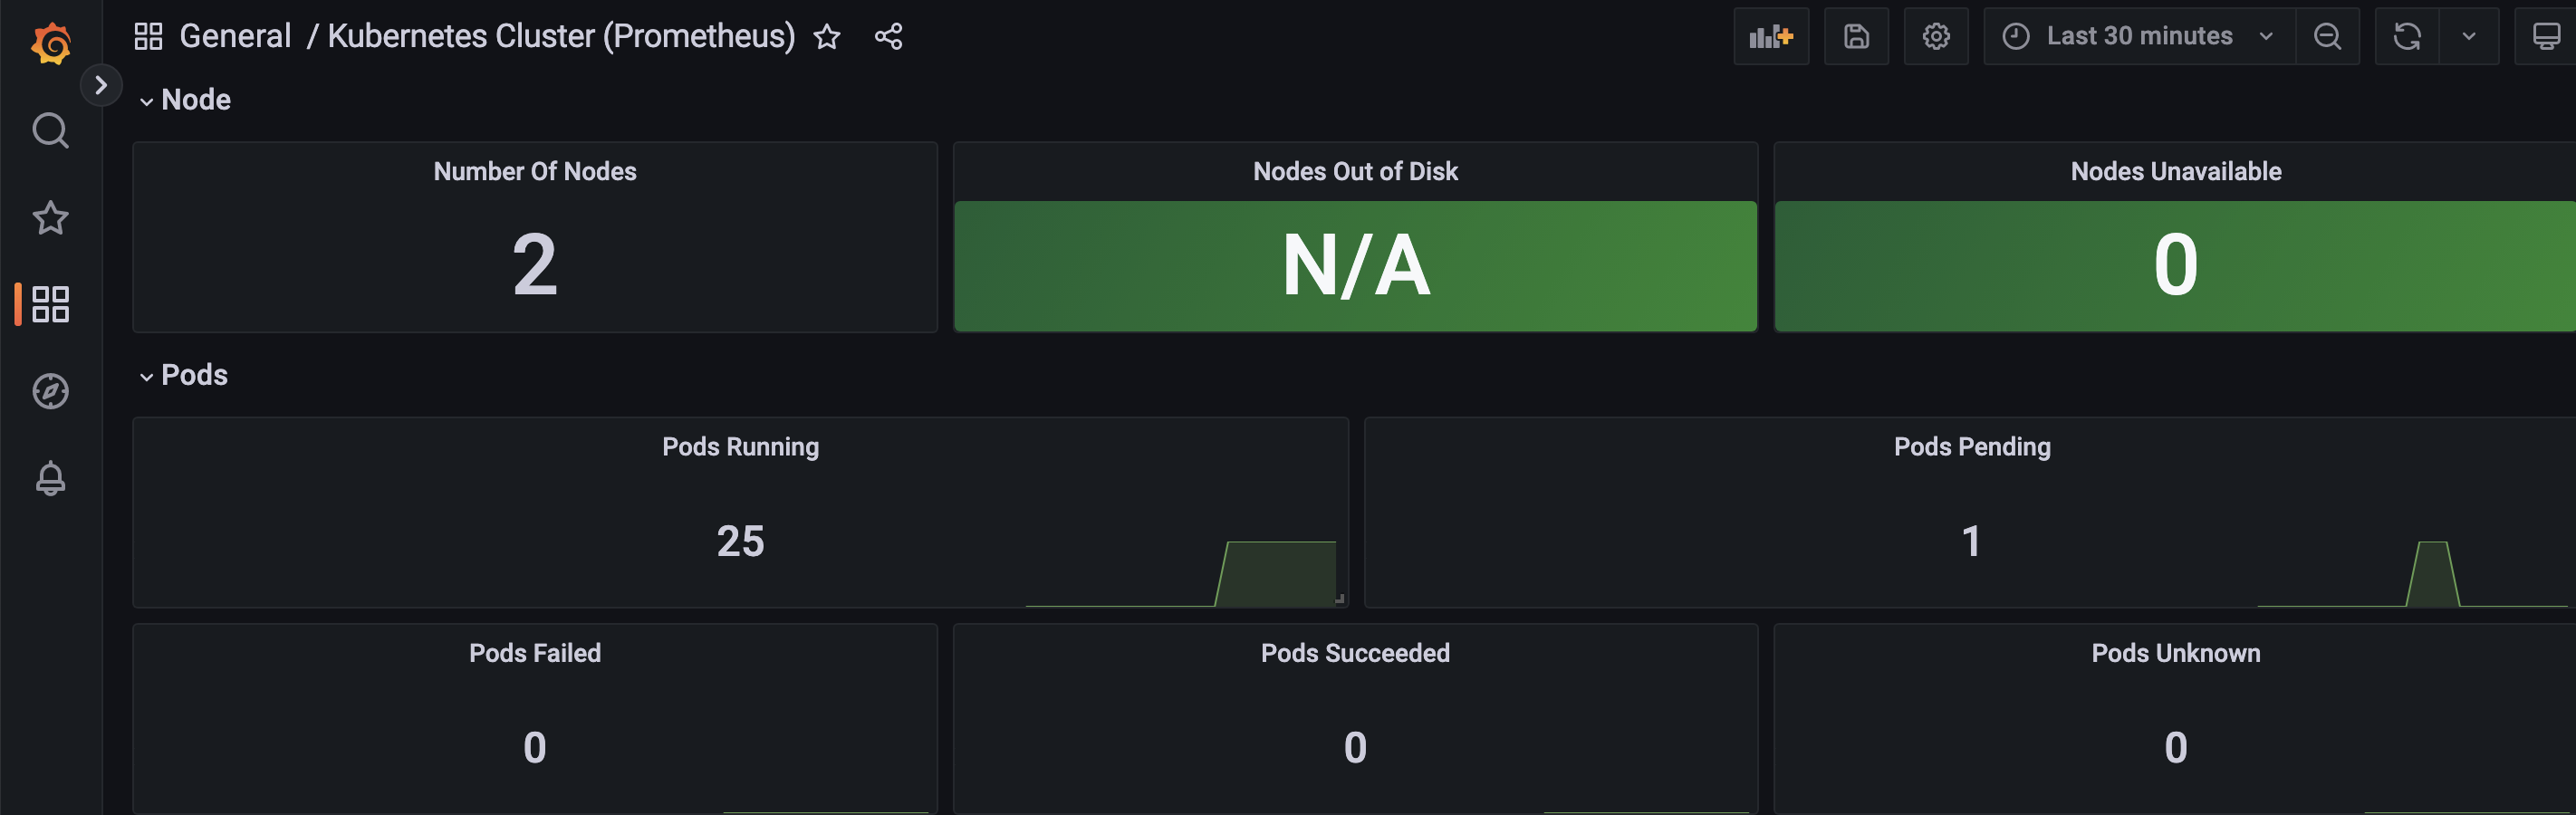 General / Kubernetes Cluster (Prometheus)
Last 30 minutes
Node
Number Of Nodes
2
Nodes Out of Disk
N/A
Nodes Unavailable
0
Pods
Pods Running
25
Pods Pending
1
Pods Failed
0
Pods Succeeded
0
Pods Unknown
0